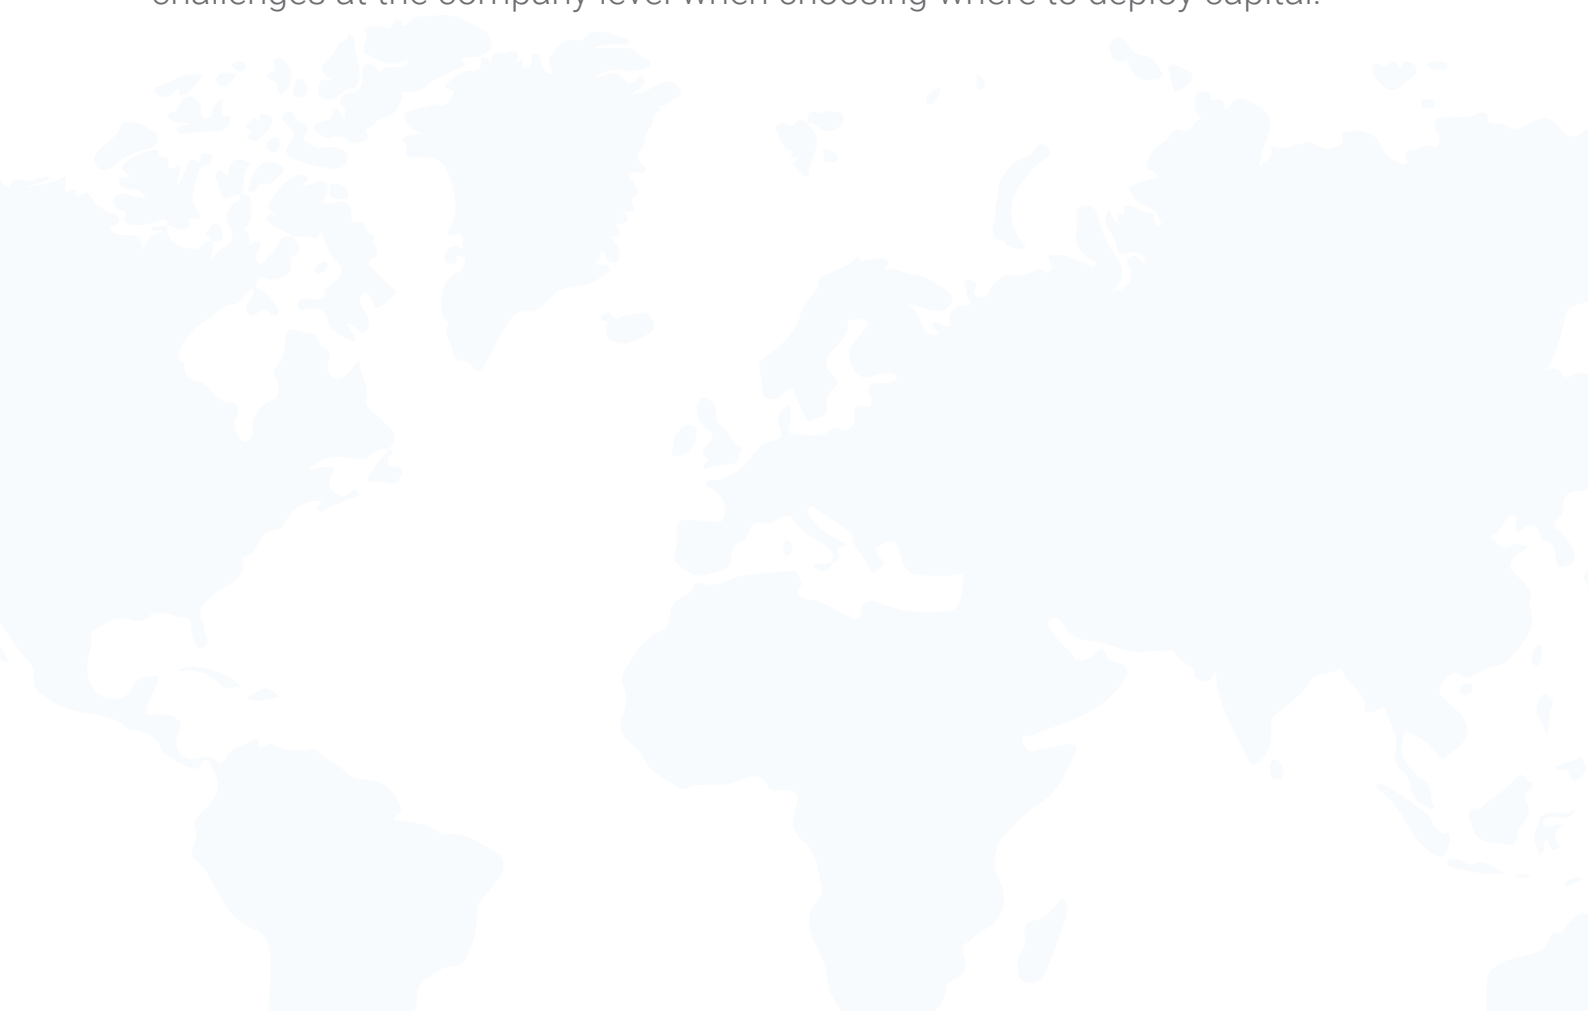 challenges at the company level when choosing where to deploy capital.